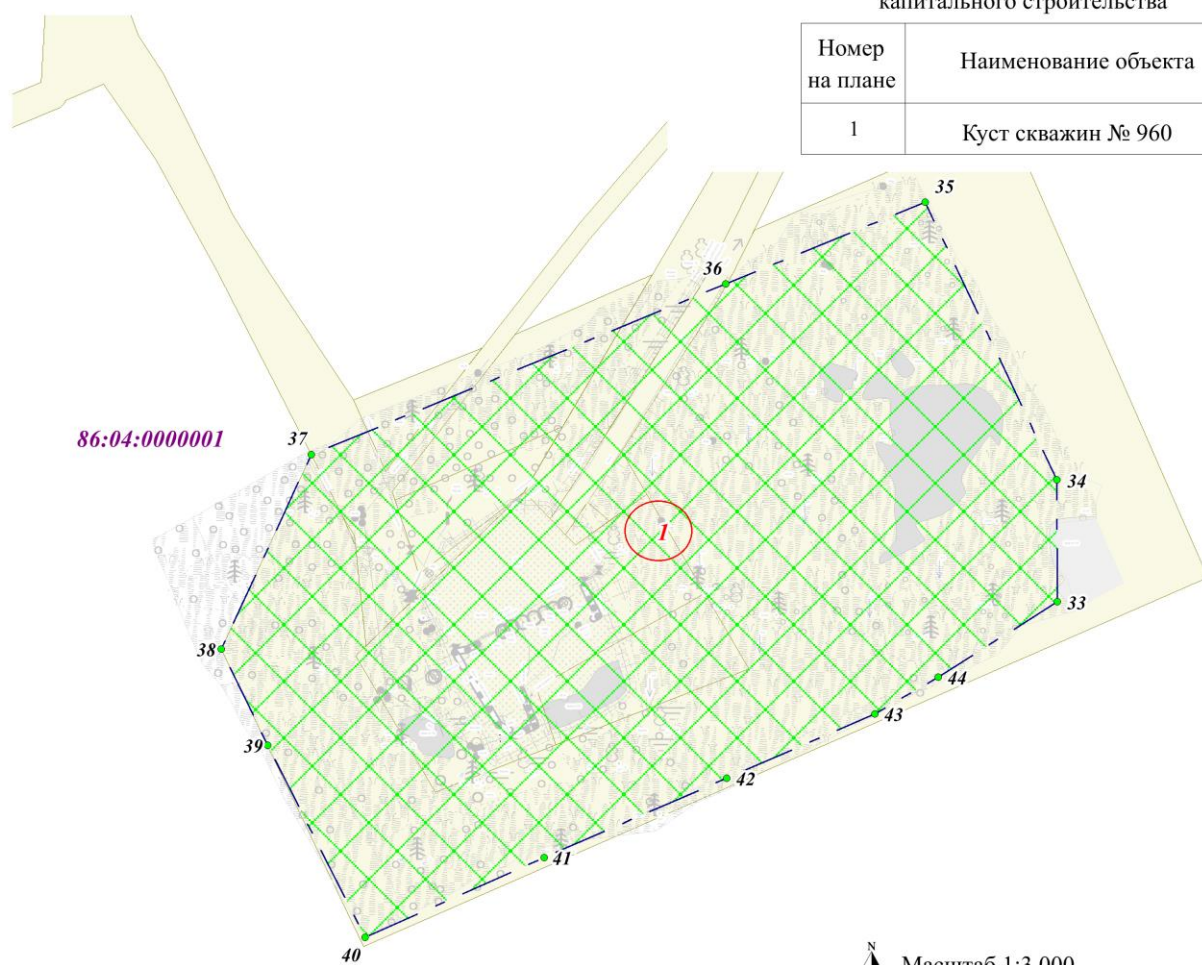 капитального строительства
Номер на плане
Наименование объекта
1
Куст скважин № 960
35
36
37
86:04:0000001
34
1
33
38
44
43
39
42
41
40
N
Масштаб 1:3 000